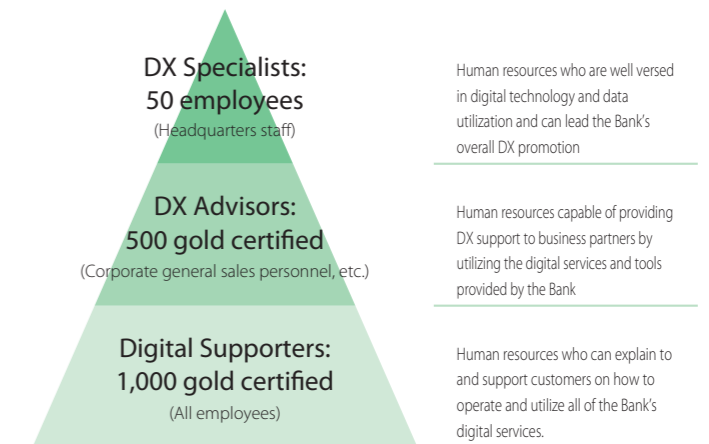 DX Specialists:
50 employees
(Headquarters staff)
Human resources who are well versed
in digital technology and data
utilization and can lead the Bank's
overall DX promotion
DX Advisors:
500 gold certified
(Corporate general sales personnel, etc.)
Human resources capable of providing
DX support to business partners by
utilizing the digital services and tools
provided by the Bank
Digital Supporters:
1,000 gold certified
(All employees)
Human resources who can explain to
and support customers on how to
operate and utilize all of the Bank's
digital services.